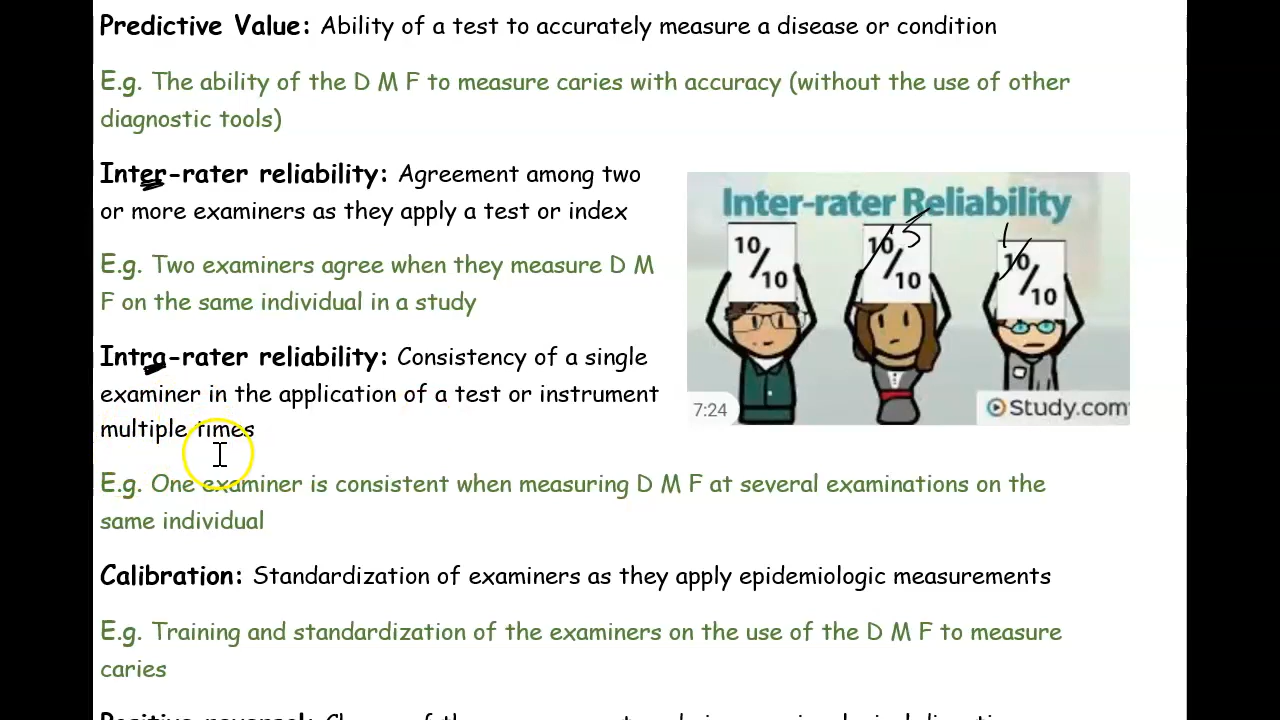 Predictive Value: Ability of a test to accurately measure a disease or condition
E.g. The ability of the D M F to measure caries with accuracy (without the use of other
diagnostic tools)
Inter-rater reliability: Agreement among two
or more examiners as they apply a test or index
E.g. Two examiners agree when they measure D M
F on the same individual in a study
Intra-rater reliability: Consistency of a single
examiner in the application of a test or instrument
multiple times
Inter-rater Reliability
10/10
10/10
5
10/10
1
7:24
Study.com
E.g. One examiner is consistent when measuring D M F at several examinations on the
same individual
Calibration: Standardization of examiners as they apply epidemiologic measurements
E.g. Training and standardization of the examiners on the use of the D M F to measure
caries